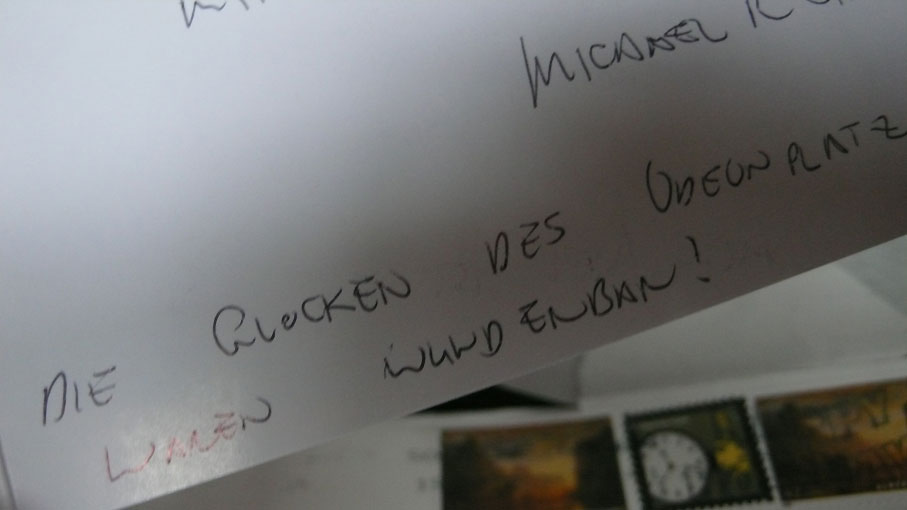 MICHAEL
DIE GLOCKEN DES ODEONPLATZ
WAREN WUNDERBAR!